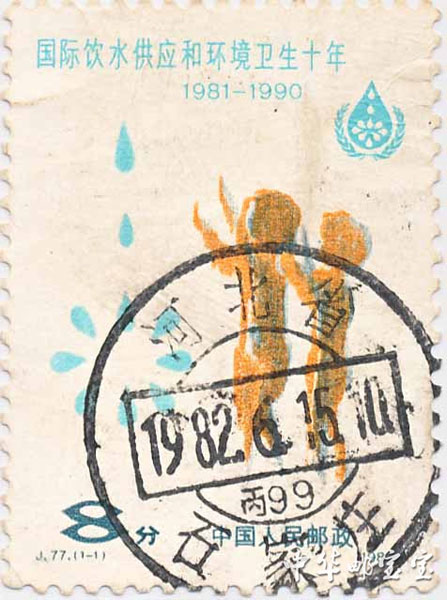 国际饮水供应和环境卫生十年
1981-1990
河北省
1982.6.15.10
丙99
8分
中国人民邮政
J.77.(1-1)
中华邮宝宝